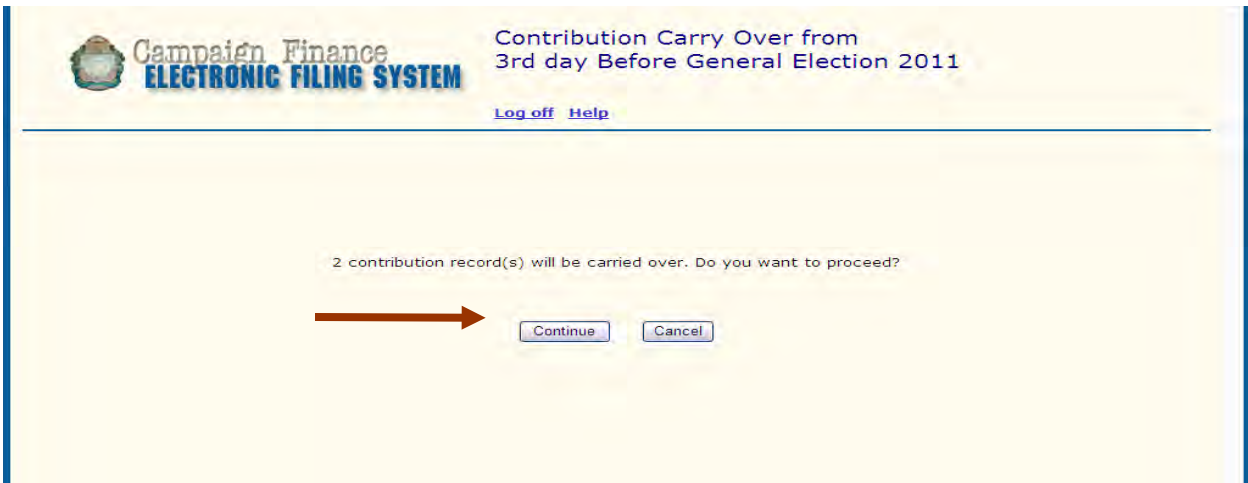 Campaign Finance
ELECTRONIC FILING SYSTEM
Contribution Carry Over from
3rd day Before General Election 2011
Log off Help
2 contribution record(s) will be carried over. Do you want to proceed?
Continue Cancel